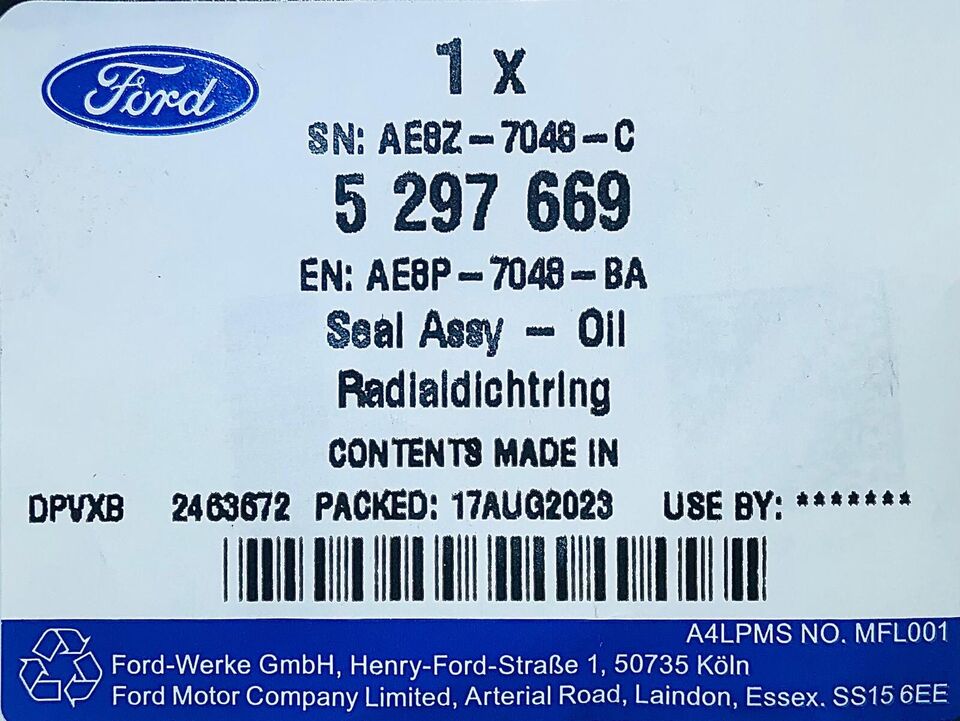 Ford
1 x
SN: AE8Z-7048-C
5 297 669
EN: AE8P-7048-BA
Seal Assy - Oil
Radialdichtring
CONTENTS MADE IN
DPVXB 2463672 PACKED: 17AUG2023 USE BY: *******
A4LPMS NO. MFL001
Ford-Werke GmbH, Henry-Ford-Straße 1, 50735 Köln
Ford Motor Company Limited, Arterial Road, Laindon, Essex. SS15 6EE